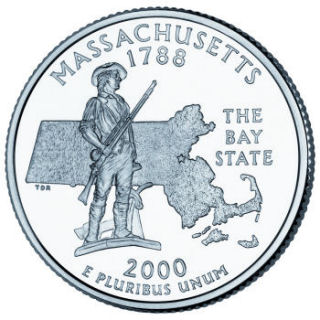 MASSACHUSETTS
1788
THE
BAY
STATE
TDR
2000
E PLURIBUS UNUM